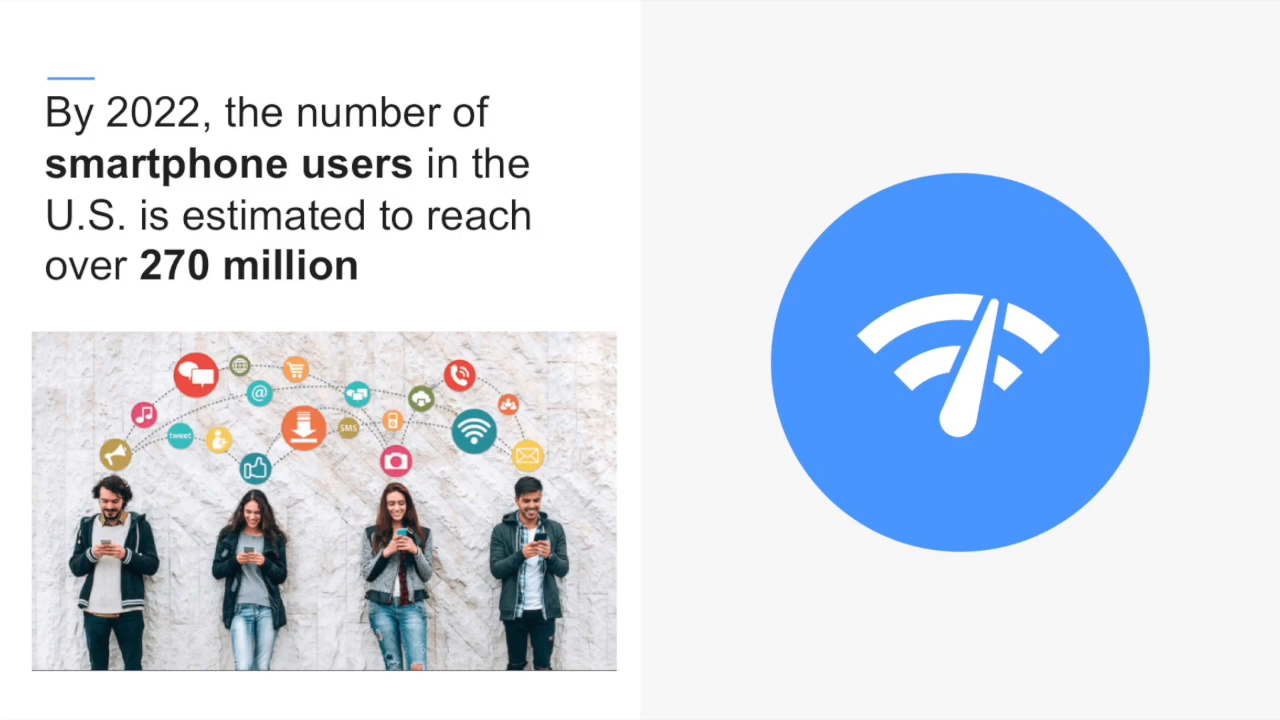 By 2022, the number of
smartphone users in the
U.S. is estimated to reach
over 270 million
@
tweet
SMS